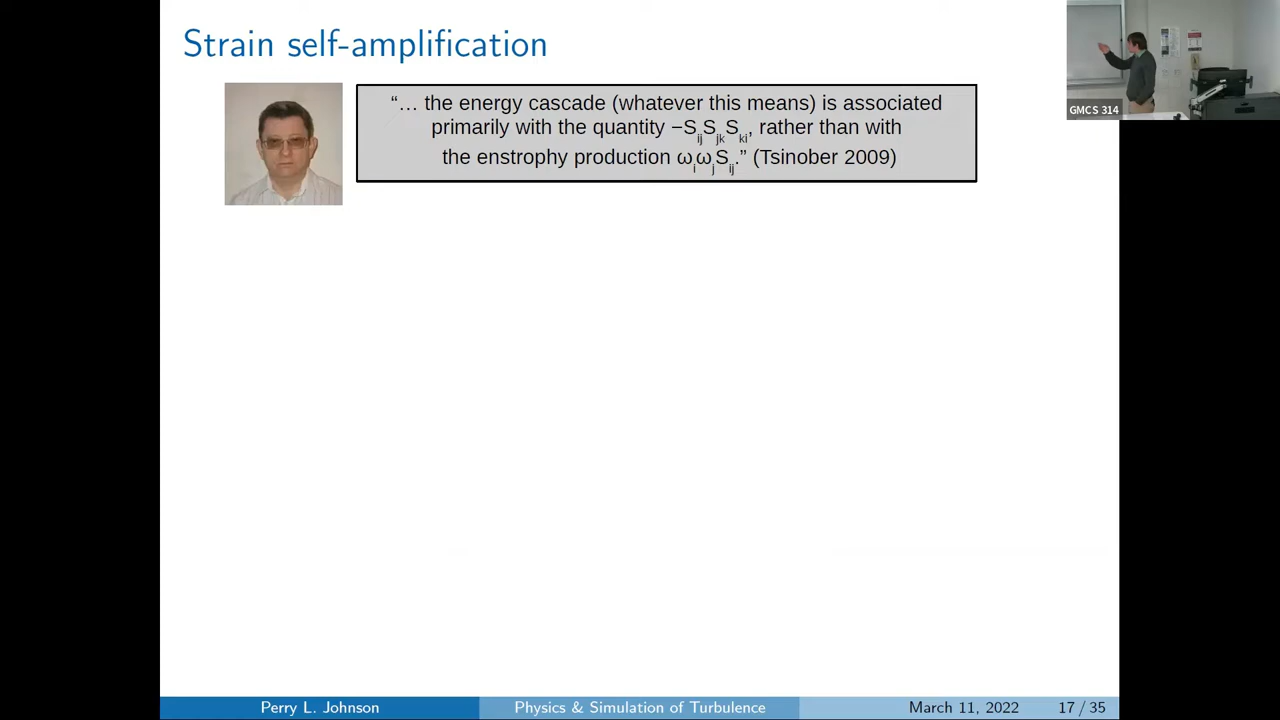 Strain self-amplification
“... the energy cascade (whatever this means) is associated
primarily with the quantity −SijSjkSki, rather than with
the enstrophy production ωiωjSij.” (Tsinober 2009)
GMCS 314
Perry L. Johnson
Physics & Simulation of Turbulence
March 11, 2022
17 / 35